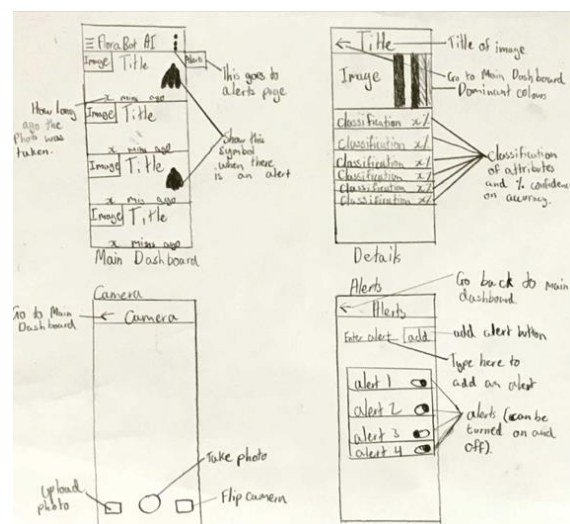 FloraBot AI
Image Title
Alerts
This goes to
alerts page
How long
ago the
photo was
taken.
x mins ago
Image Title
x mins ago
Show this
symbol
when there
is an alert
Image Title
x mins ago
Image Title
x mins ago
Main Dashboard
← Title
Title of image
Image
Go to Main Dashboard
Dominant colours
Classification x%
Classification x%
Classification x%
Classification x%
Classification x%
Classification x%
Classification
of attributes
and % confidence
on accuracy.
Details
Camera
Go to Main
Dashboard
← Camera
Take photo
Upload
photo
Flip camera
Alerts
Go back to main
dashboard.
← Alerts
Enter alert add
add alert button
Type here to
add an alert
alert 1
alert 2
alert 3
alert 4
alerts (can be
turned on and
off).